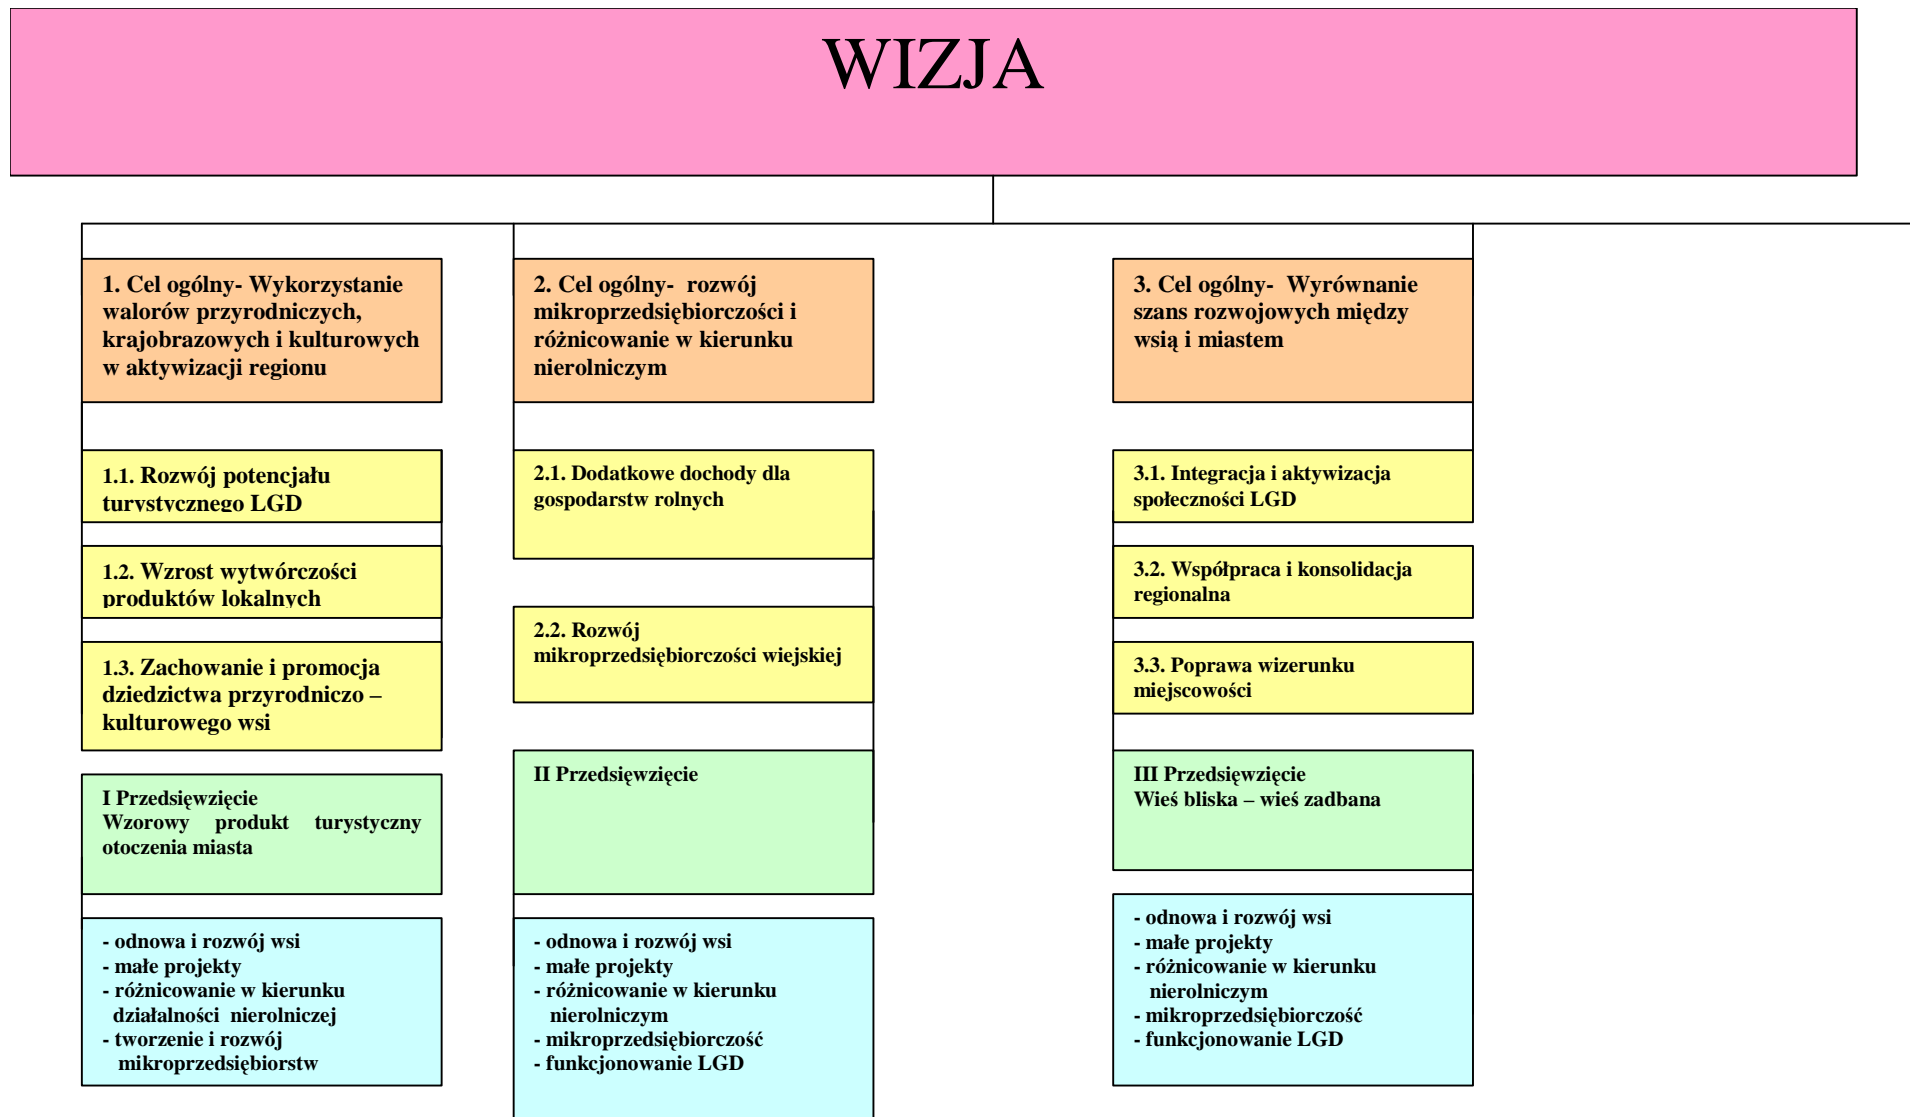 WIZJA
1. Cel ogólny- Wykorzystanie
walorów przyrodniczych,
krajobrazowych i kulturowych
w aktywizacji regionu
2. Cel ogólny- rozwój
mikroprzedsiębiorczości i
różnicowanie w kierunku
nierolniczym
3. Cel ogólny- Wyrównanie
szans rozwojowych między
wsią i miastem
1.1. Rozwój potencjału
turystycznego LGD
1.2. Wzrost wytwórczości
produktów lokalnych
1.3. Zachowanie i promocja
dziedzictwa przyrodniczo –
kulturowego wsi
2.1. Dodatkowe dochody dla
gospodarstw rolnych
2.2. Rozwój
mikroprzedsiębiorczości wiejskiej
3.1. Integracja i aktywizacja
społeczności LGD
3.2. Współpraca i konsolidacja
regionalna
3.3. Poprawa wizerunku
miejscowości
I Przedsięwzięcie
Wzorowy produkt turystyczny
otoczenia miasta
II Przedsięwzięcie
III Przedsięwzięcie
Wieś bliska – wieś zadbana
- odnowa i rozwój wsi
- małe projekty
- różnicowanie w kierunku
działalności nierolniczej
- tworzenie i rozwój
mikroprzedsiębiorstw
- odnowa i rozwój wsi
- małe projekty
- różnicowanie w kierunku
nierolniczym
- mikroprzedsiębiorczość
- funkcjonowanie LGD
- odnowa i rozwój wsi
- małe projekty
- różnicowanie w kierunku
nierolniczym
- mikroprzedsiębiorczość
- funkcjonowanie LGD